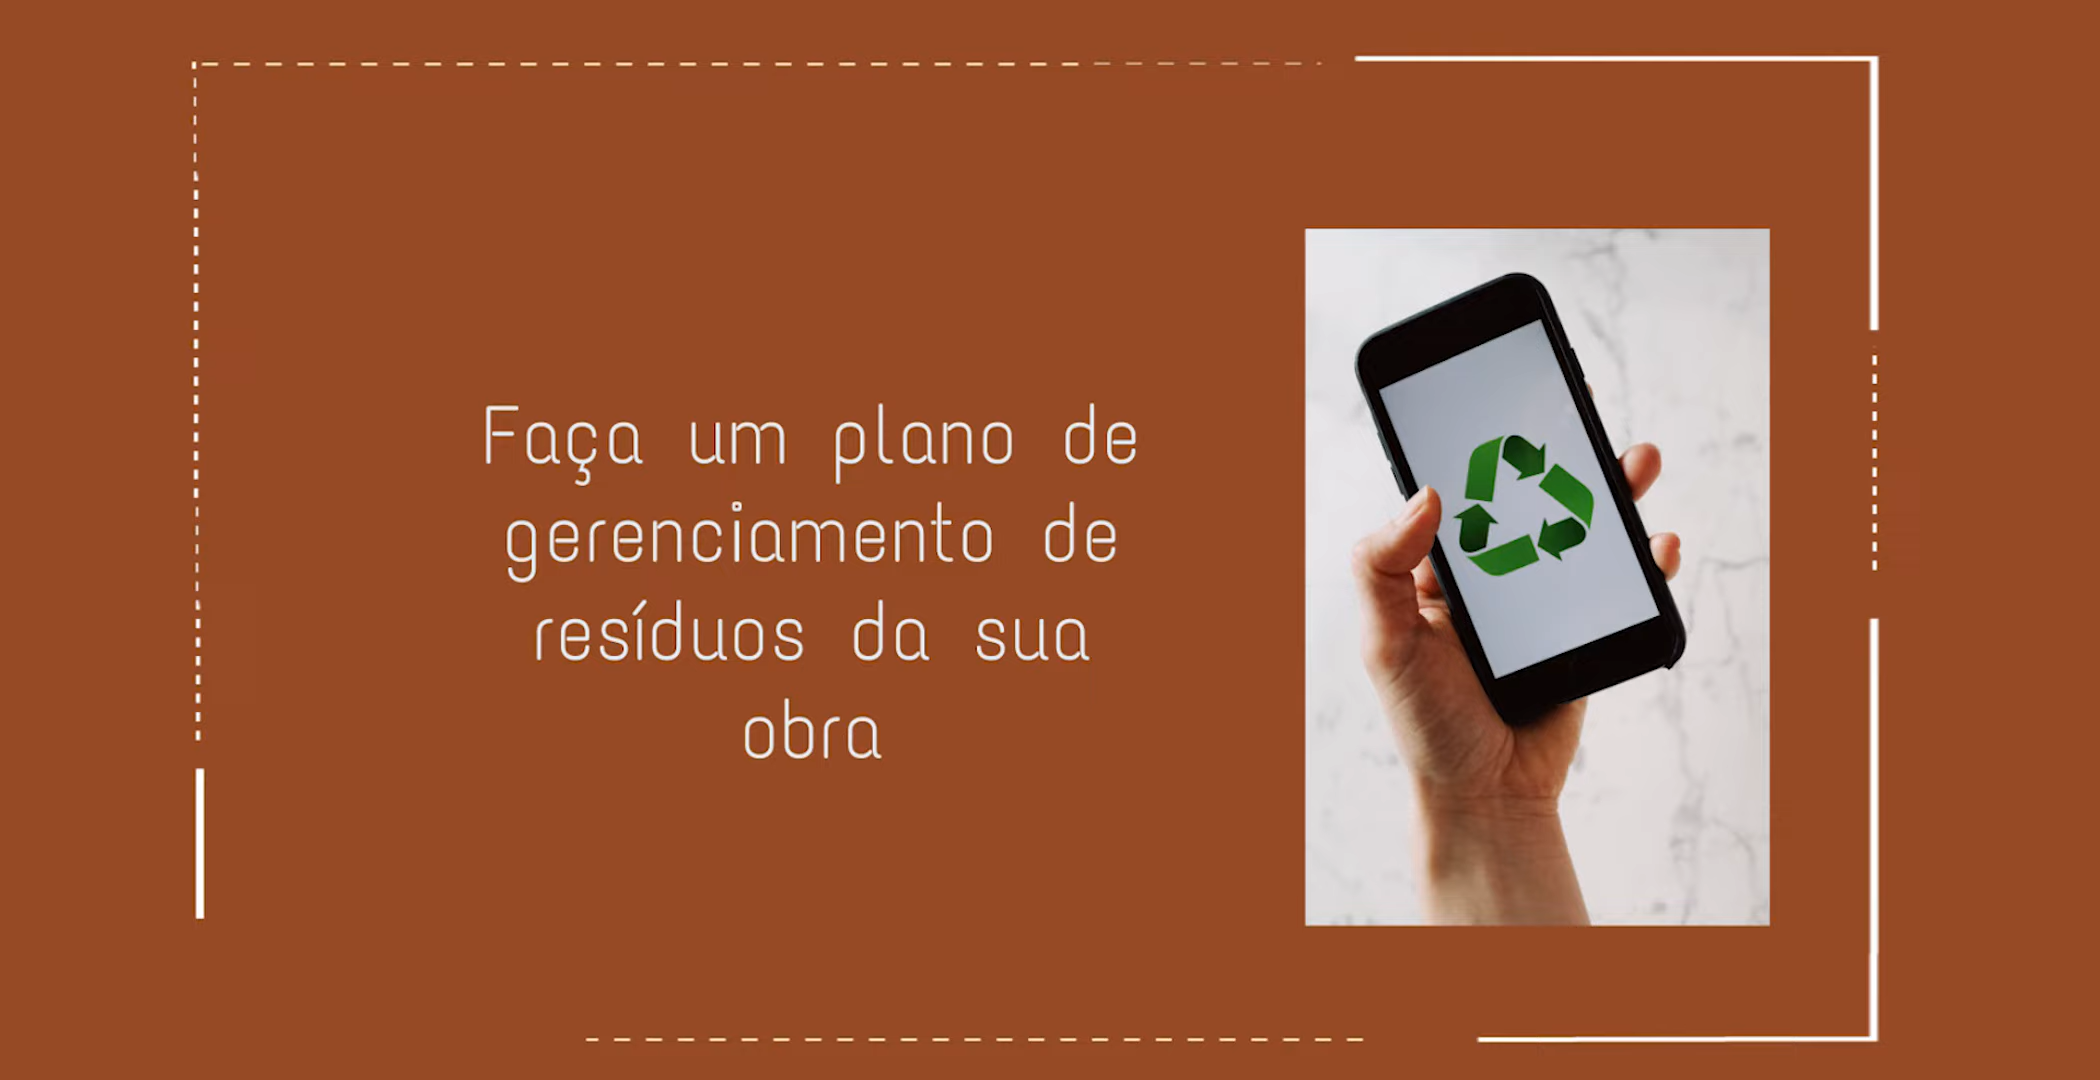 Faça um plano de
gerenciamento de
resíduos da sua
obra